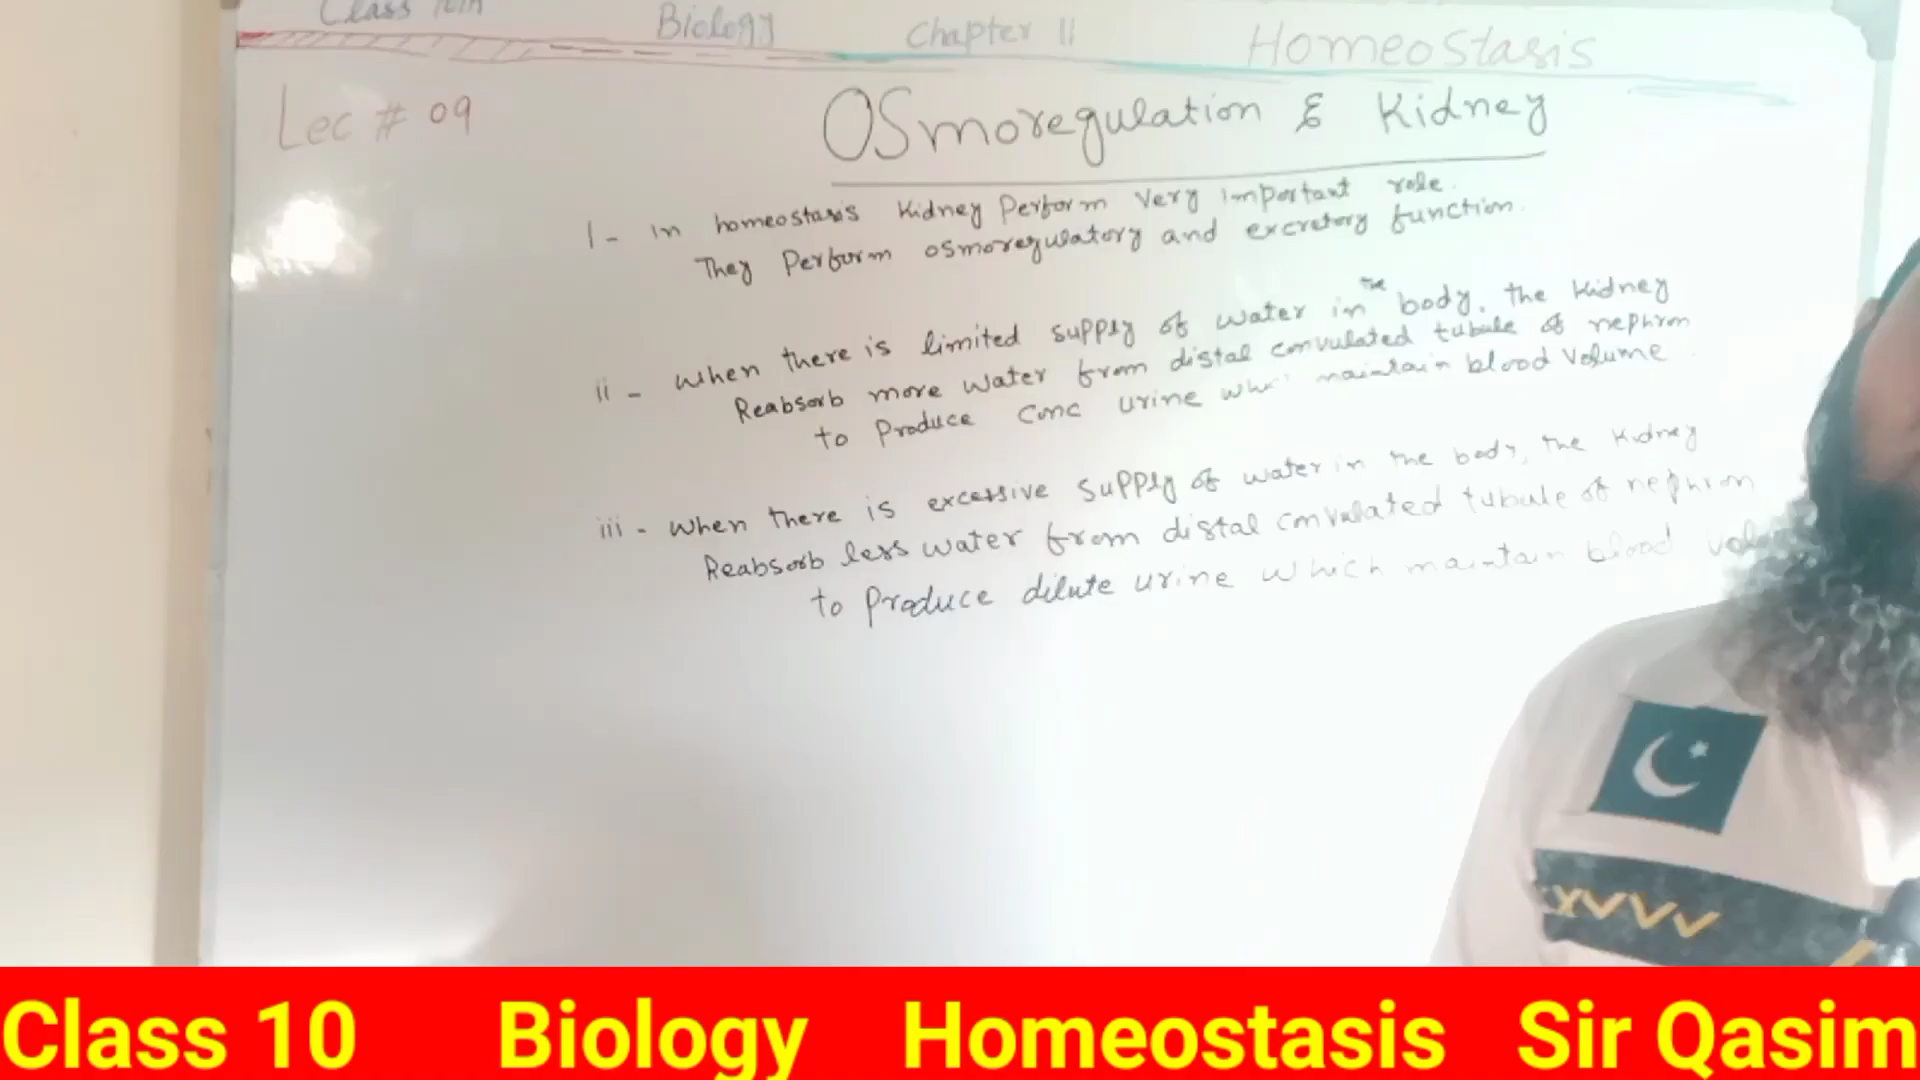 Class 10th Biology Chapter 11 Homeostasis
Lec # 09
OSmoregulation & Kidney
1- in homeostasis Kidney Perform Very important role.
They Perform osmoregulatory and excretory function.
ii - when there is limited supply of water in the body, the Kidney
Reabsorb more water from distal convulated tubule of nephron
to Produce conc urine maintain blood Volume
iii - when there is excessive supply of water in the body, the Kidney
Reabsorb less water from distal convulated tubule of nephron
to Produce dilute urine which maintain blood
Class 10 Biology Homeostasis Sir Qasim